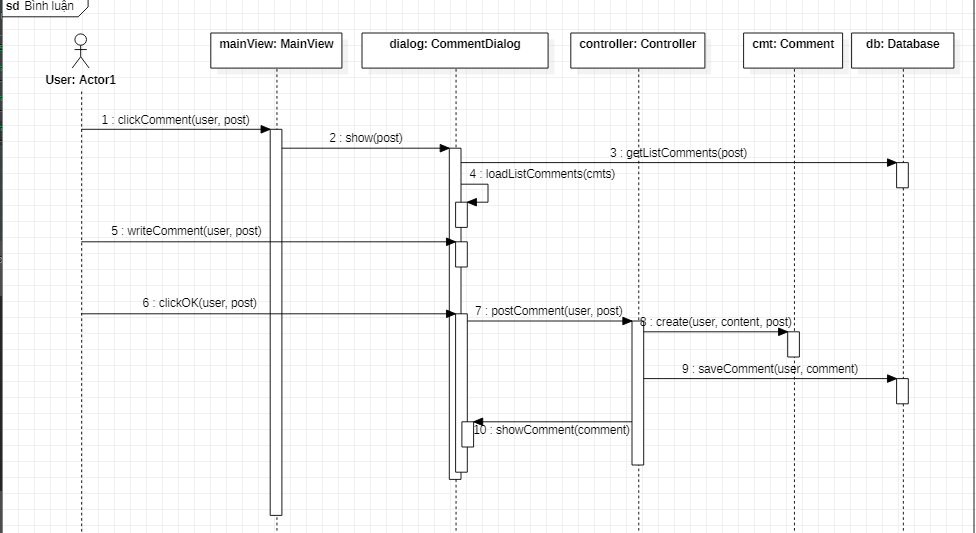 sd Bình luận
mainView: MainView
dialog: CommentDialog
controller: Controller
cmt: Comment
db: Database
User: Actor1
1 : clickComment(user, post)
2 : show(post)
3 : getListComments(post)
4 : loadListComments(cmts)
5 : writeComment(user, post)
6 : clickOK(user, post)
7 : postComment(user, post)
8 : create(user, content, post)
9 : saveComment(user, comment)
10 : showComment(comment)